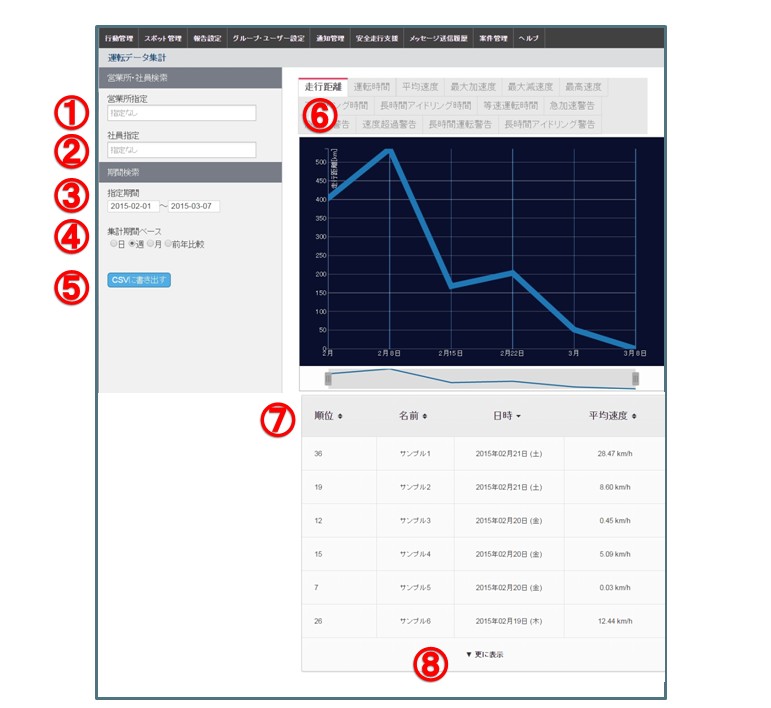 行動管理 スポット管理 報告設定 グループ・ユーザー設定 通知管理 安全走行支援 メッセージ送信履歴 案件管理 ヘルプ
運転データ集計
営業所・社員検索
① 営業所指定
指定なし
② 社員指定
指定なし
期間検索
③ 指定期間
2015-02-01 ～ 2015-03-07
④ 集計期間ベース
日 週 月 前年比較
⑤ CSVに書き出す
走行距離 運転時間 平均速度 最大加速度 最大減速度 最高速度
⑥ リング時間 長時間アイドリング時間 等速運転時間 急加速警告
警告 速度超過警告 長時間運転警告 長時間アイドリング警告
走行距離[km]
500
450
400
350
300
250
200
150
100
50
0
2月 2月8日 2月15日 2月22日 3月 3月8日
⑦ 順位 名前 日時 平均速度
36 サンプル1 2015年02月21日 (土) 28.47 km/h
19 サンプル2 2015年02月21日 (土) 8.60 km/h
12 サンプル3 2015年02月20日 (金) 0.45 km/h
15 サンプル4 2015年02月20日 (金) 5.09 km/h
7 サンプル5 2015年02月20日 (金) 0.03 km/h
26 サンプル6 2015年02月19日 (木) 12.44 km/h
⑧ ▼ 更に表示